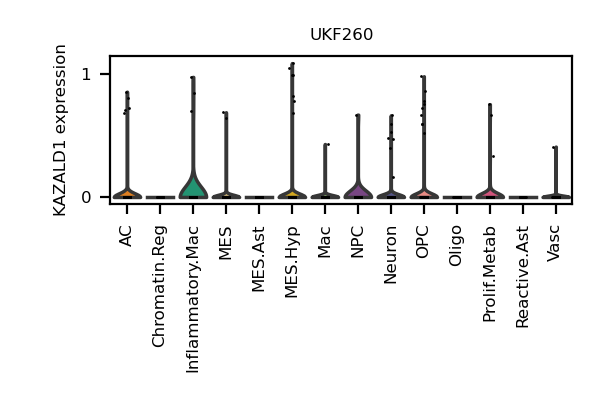 UKF260
KAZALD1 expression
1
0
AC
Chromatin.Reg
Inflammatory.Mac
MES
MES.Ast
MES.Hyp
Mac
NPC
Neuron
OPC
Oligo
Prolif.Metab
Reactive.Ast
Vasc